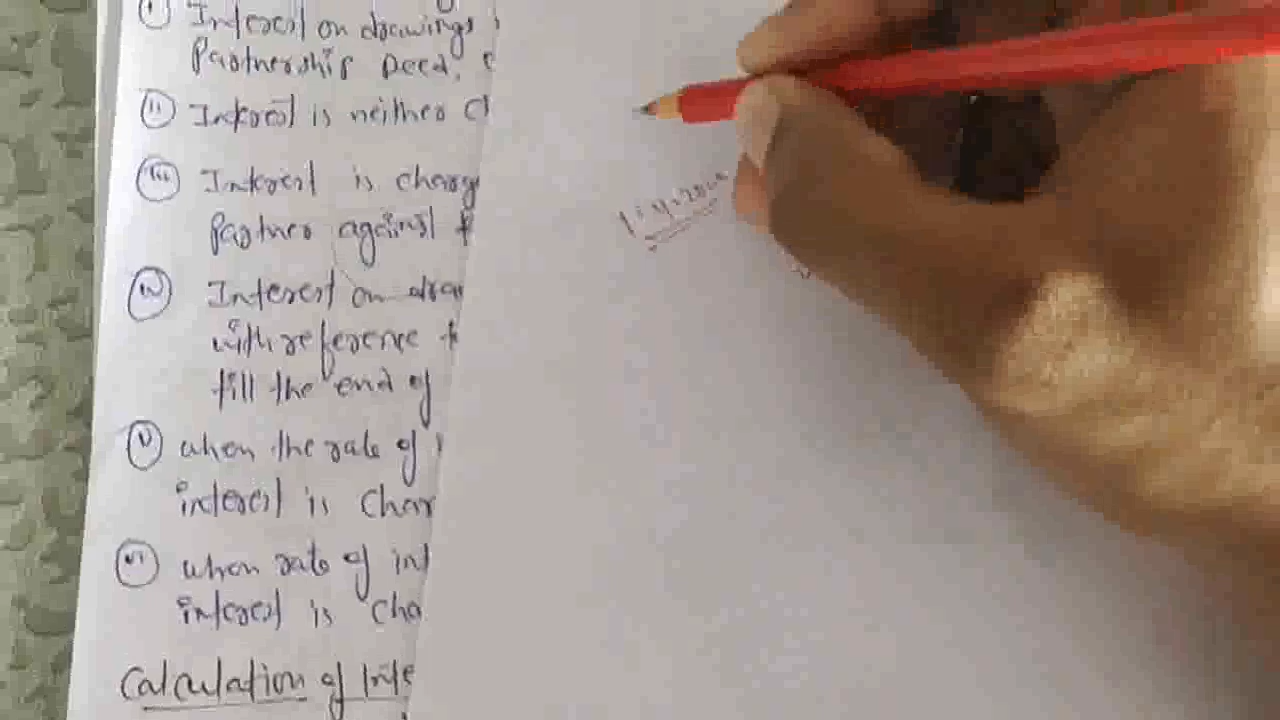 (i) Interest on drawings
Partnership Deed,
(ii) Interest is neither
(iii) Interest is charg
Partner against
(iv) Interest on draw
with reference
till the end of
(v) when the rate of
interest is char
(vi) when rate of int
interest is cha
Calculation of Inte